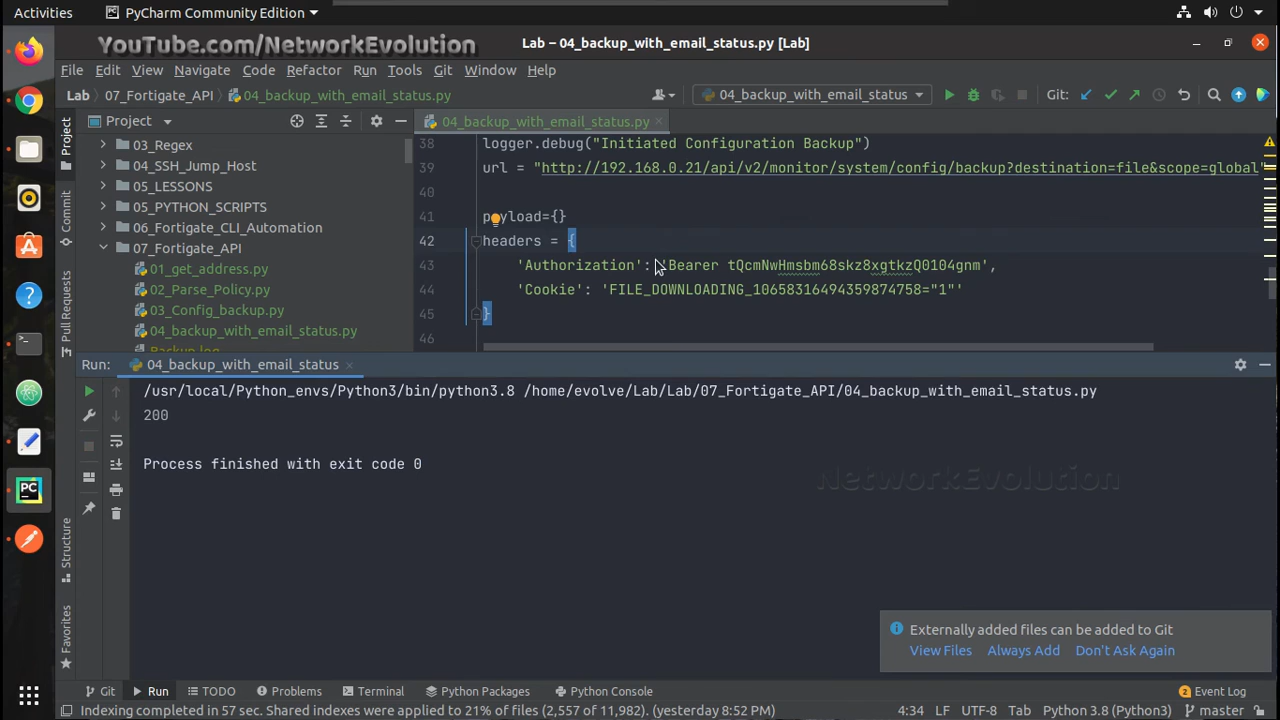 Activities
PyCharm Community Edition
YouTube.com/NetworkEvolution
Lab – 04_backup_with_email_status.py [Lab]
File Edit View Navigate Code Refactor Run Tools Git Window Help
Lab 07_Fortigate_API 04_backup_with_email_status.py
04_backup_with_email_status
Git:
Project
Project
04_backup_with_email_status.py
03_Regex
04_SSH_Jump_Host
05_LESSONS
06_PYTHON_SCRIPTS
06_Fortigate_CLI_Automation
07_Fortigate_API
01_get_address.py
02_Parse_Policy.py
03_Config_backup.py
04_backup_with_email_status.py
Backup.log
Commit
Pull Requests
38 logger.debug("Initiated Configuration Backup")
39 url = "http://192.168.0.21/api/v2/monitor/system/config/backup?destination=file&scope=global"
40
41 payload={}
42 headers = {
43 'Authorization': 'Bearer tQcmNwHmsbm68skz8xgtkzQ0104gnm',
44 'Cookie': 'FILE_DOWNLOADING_10658316494359874758="1"'
45 }
46
Run: 04_backup_with_email_status
/usr/local/Python_envs/Python3/bin/python3.8 /home/evolve/Lab/Lab/07_Fortigate_API/04_backup_with_email_status.py
200
Process finished with exit code 0
NetworkEvolution
Structure
Favorites
Externally added files can be added to Git
View Files Always Add Don't Ask Again
Git Run TODO Problems Terminal Python Packages Python Console 2 Event Log
Indexing completed in 57 sec. Shared indexes were applied to 21% of files (2,557 of 11,982). (yesterday 8:52 PM) 4:34 LF UTF-8 Tab Python 3.8 (Python3) master